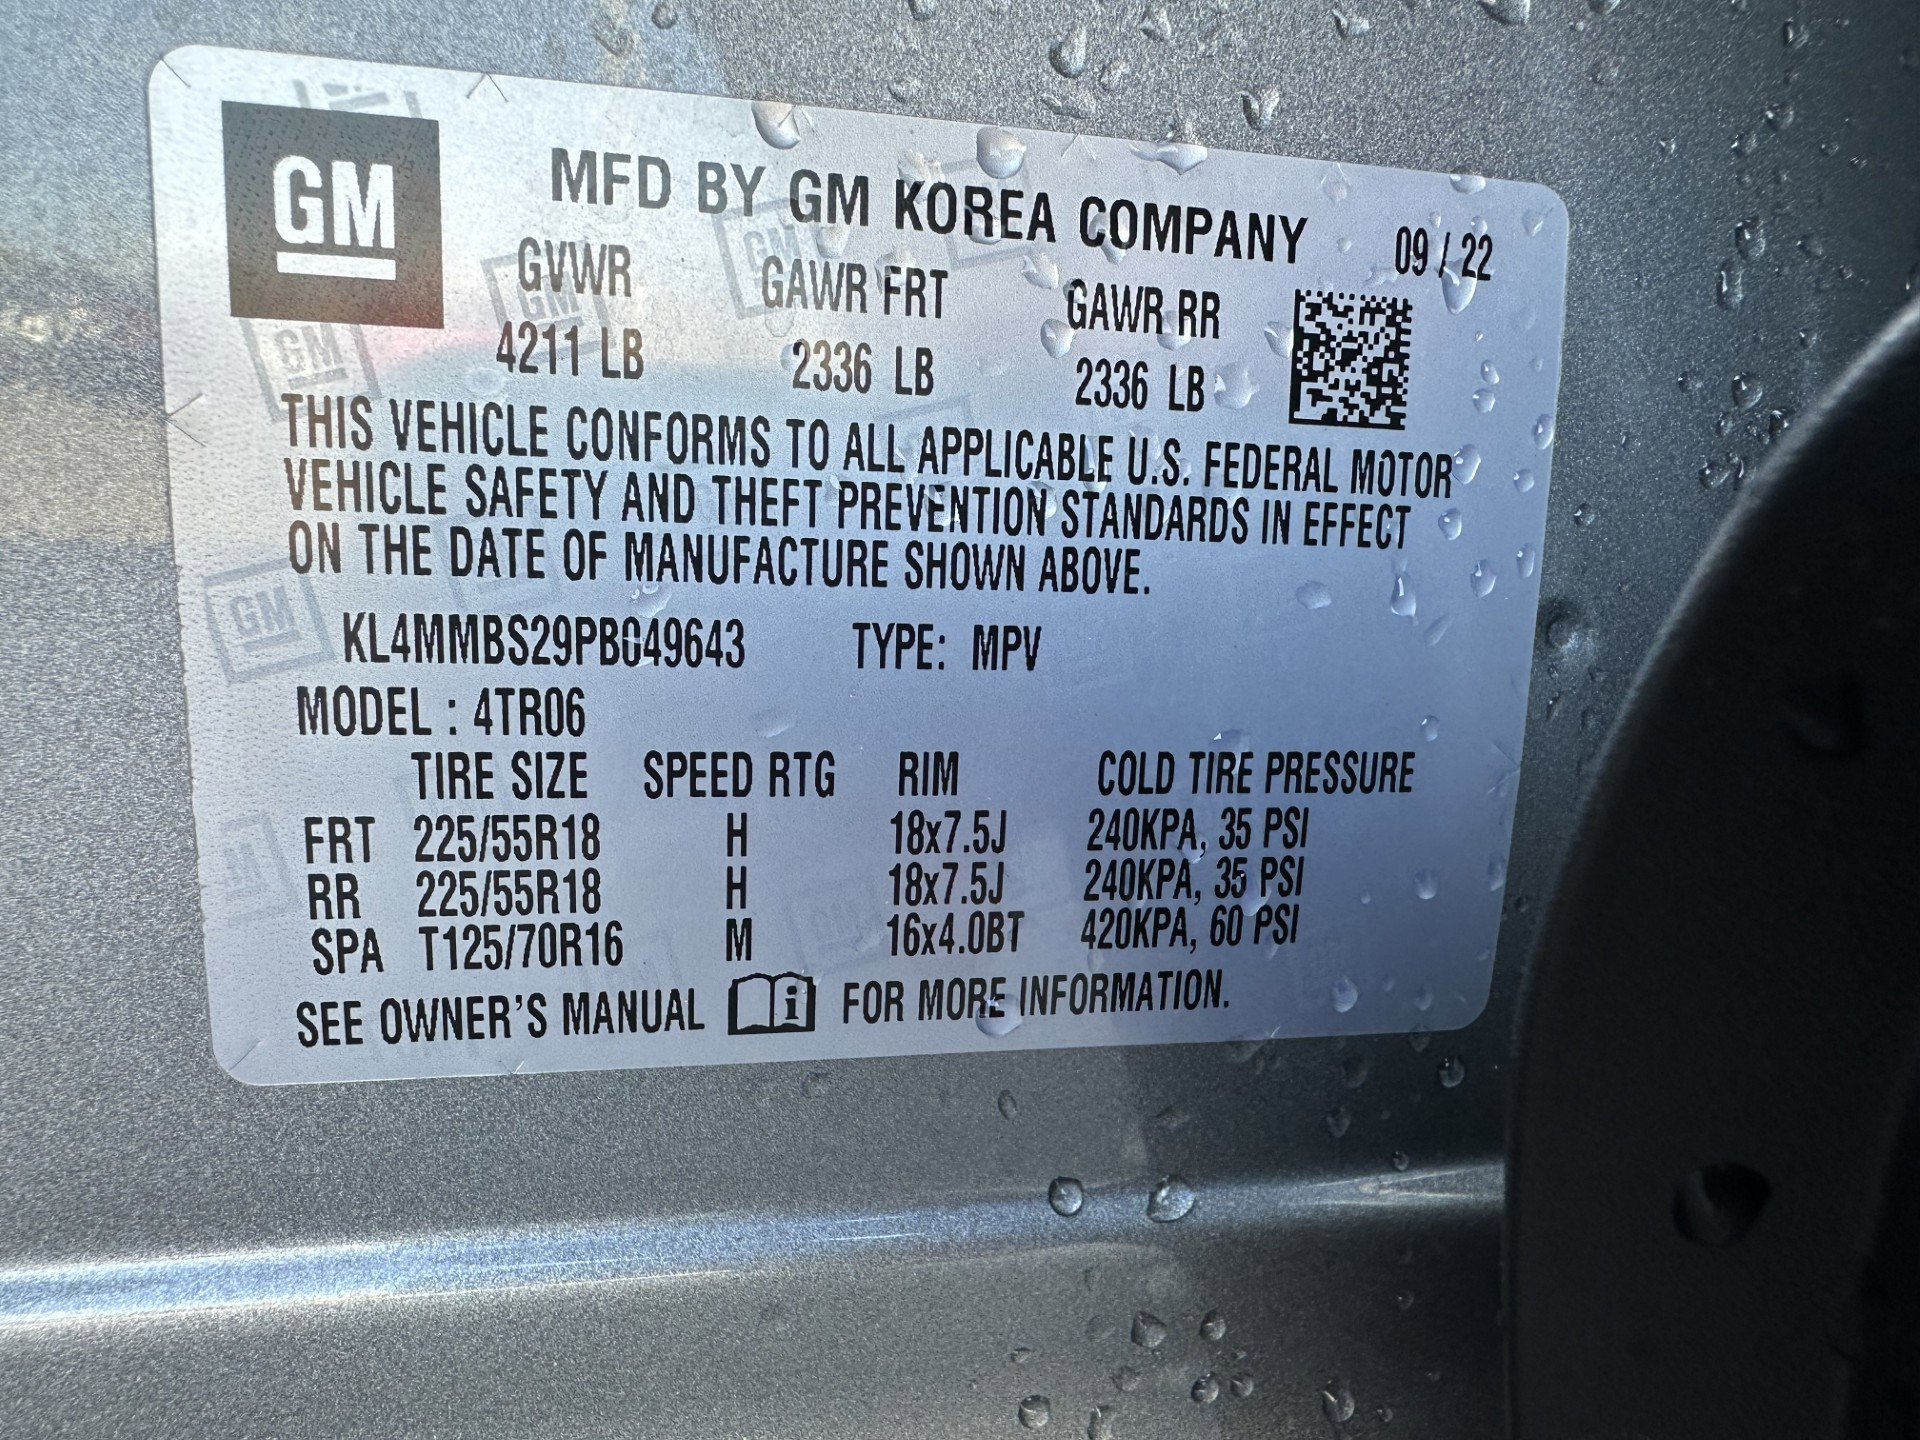 GM
MFD BY GM KOREA COMPANY 09 / 22
GVWR GAWR FRT GAWR RR
4211 LB 2336 LB 2336 LB
THIS VEHICLE CONFORMS TO ALL APPLICABLE U.S. FEDERAL MOTOR
VEHICLE SAFETY AND THEFT PREVENTION STANDARDS IN EFFECT
ON THE DATE OF MANUFACTURE SHOWN ABOVE.
KL4MMBS29PB049643 TYPE: MPV
MODEL : 4TR06
TIRE SIZE SPEED RTG RIM COLD TIRE PRESSURE
FRT 225/55R18 H 18x7.5J 240KPA, 35 PSI
RR 225/55R18 H 18x7.5J 240KPA, 35 PSI
SPA T125/70R16 M 16x4.0BT 420KPA, 60 PSI
SEE OWNER'S MANUAL i FOR MORE INFORMATION.